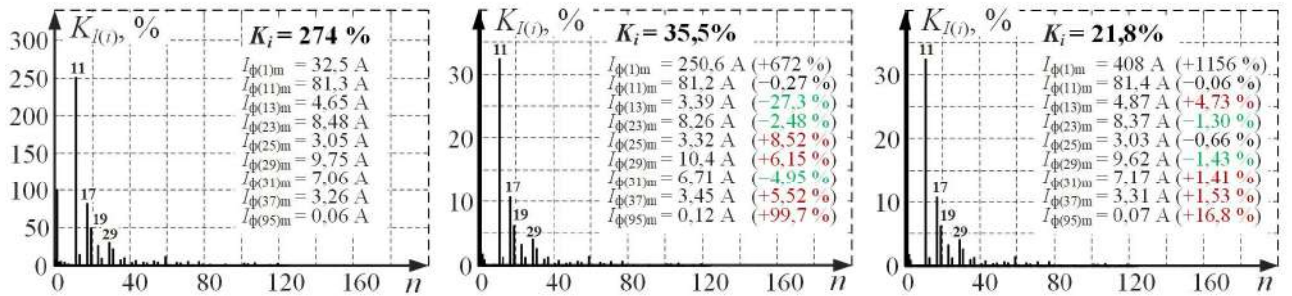 K_I(i), %
K_i = 274 %
300
250
200
150
100
50
0
11
17
19
29
I_ф(1)m = 32,5 A
I_ф(11)m = 81,3 A
I_ф(13)m = 4,65 A
I_ф(23)m = 8,48 A
I_ф(25)m = 3,05 A
I_ф(29)m = 9,75 A
I_ф(31)m = 7,06 A
I_ф(37)m = 3,26 A
I_ф(95)m = 0,06 A
0 40 80 120 160 n
K_I(i), %
K_i = 35,5%
30
20
10
0
11
17
19
29
I_ф(1)m = 250,6 A (+672 %)
I_ф(11)m = 81,2 A (−0,27 %)
I_ф(13)m = 3,39 A (−27,3 %)
I_ф(23)m = 8,26 A (−2,48 %)
I_ф(25)m = 3,32 A (+8,52 %)
I_ф(29)m = 10,4 A (+6,15 %)
I_ф(31)m = 6,71 A (−4,95 %)
I_ф(37)m = 3,45 A (+5,52 %)
I_ф(95)m = 0,12 A (+99,7 %)
0 40 80 120 160 n
K_I(i), %
K_i = 21,8%
30
20
10
0
11
17
19
29
I_ф(1)m = 408 A (+1156 %)
I_ф(11)m = 81,4 A (−0,06 %)
I_ф(13)m = 4,87 A (+4,73 %)
I_ф(23)m = 8,37 A (−1,30 %)
I_ф(25)m = 3,03 A (−0,66 %)
I_ф(29)m = 9,62 A (−1,43 %)
I_ф(31)m = 7,17 A (+1,41 %)
I_ф(37)m = 3,31 A (+1,53 %)
I_ф(95)m = 0,07 A (+16,8 %)
0 40 80 120 160 n